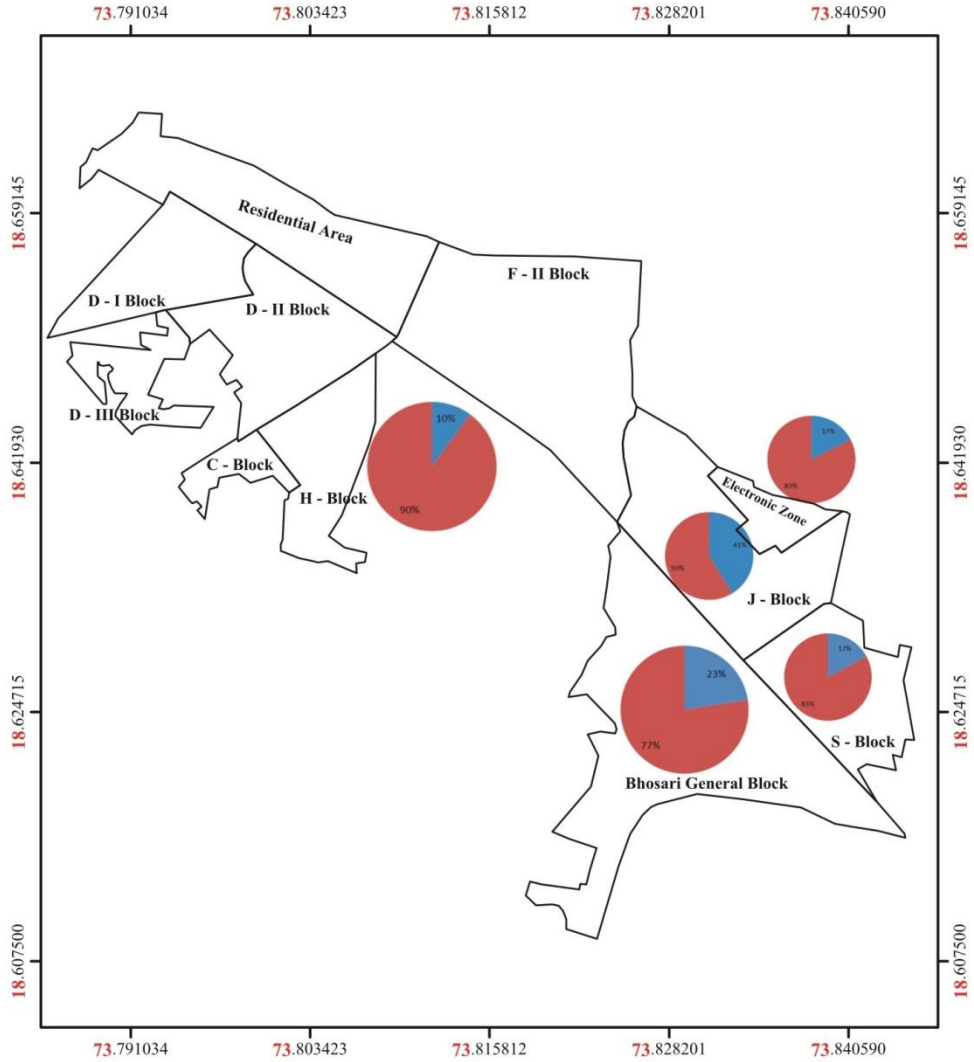 73.791034 73.803423 73.815812 73.828201 73.840590
18.659145 18.659145
Residential Area
F - II Block
D - I Block
D - II Block
D - III Block
10%
90%
17%
83%
18.641930 18.641930
C - Block
H - Block
Electronic Zone
41%
59%
J - Block
17%
83%
23%
77%
18.624715 18.624715
S - Block
Bhosari General Block
18.607500 18.607500
73.791034 73.803423 73.815812 73.828201 73.840590